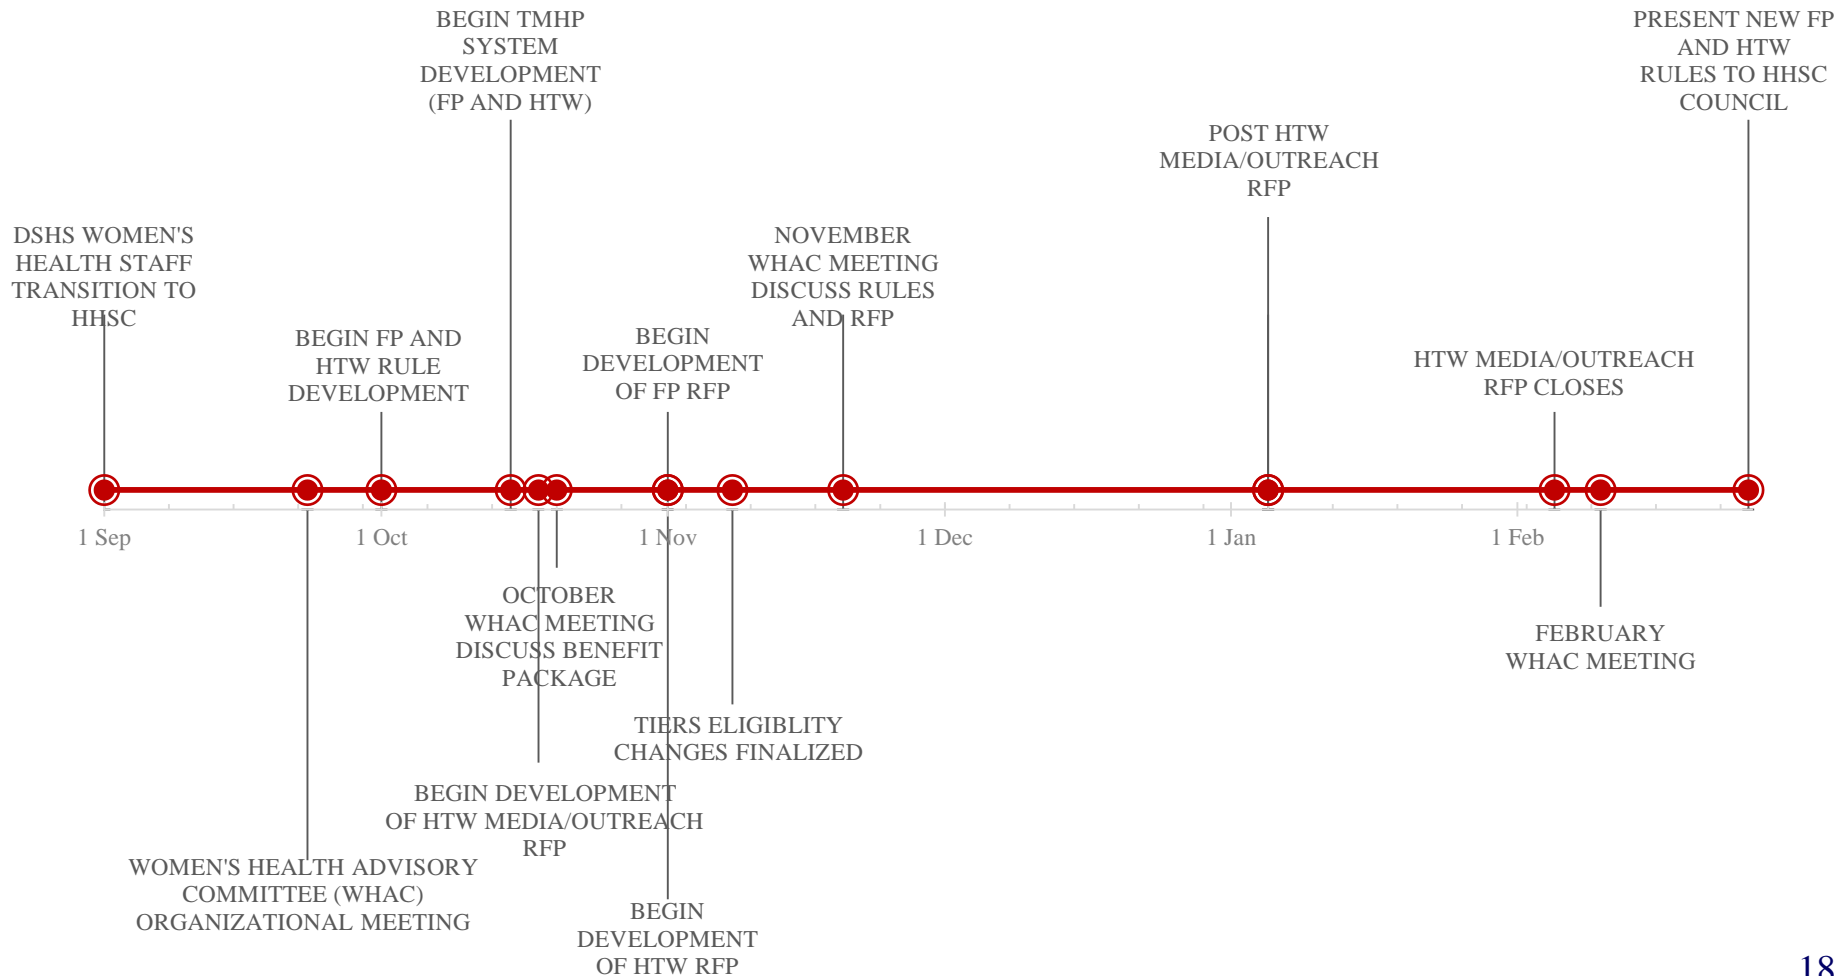 BEGIN TMHP
SYSTEM
DEVELOPMENT
(FP AND HTW)
PRESENT NEW FP
AND HTW
RULES TO HHSC
COUNCIL
POST HTW
MEDIA/OUTREACH
RFP
DSHS WOMEN'S
HEALTH STAFF
TRANSITION TO
HHSC
NOVEMBER
WHAC MEETING
DISCUSS RULES
AND RFP
BEGIN FP AND
HTW RULE
DEVELOPMENT
BEGIN
DEVELOPMENT
OF FP RFP
HTW MEDIA/OUTREACH
RFP CLOSES
1 Sep
1 Oct
1 Nov
1 Dec
1 Jan
1 Feb
OCTOBER
WHAC MEETING
DISCUSS BENEFIT
PACKAGE
FEBRUARY
WHAC MEETING
TIERS ELIGIBLITY
CHANGES FINALIZED
BEGIN DEVELOPMENT
OF HTW MEDIA/OUTREACH
RFP
WOMEN'S HEALTH ADVISORY
COMMITTEE (WHAC)
ORGANIZATIONAL MEETING
BEGIN
DEVELOPMENT
OF HTW RFP
18